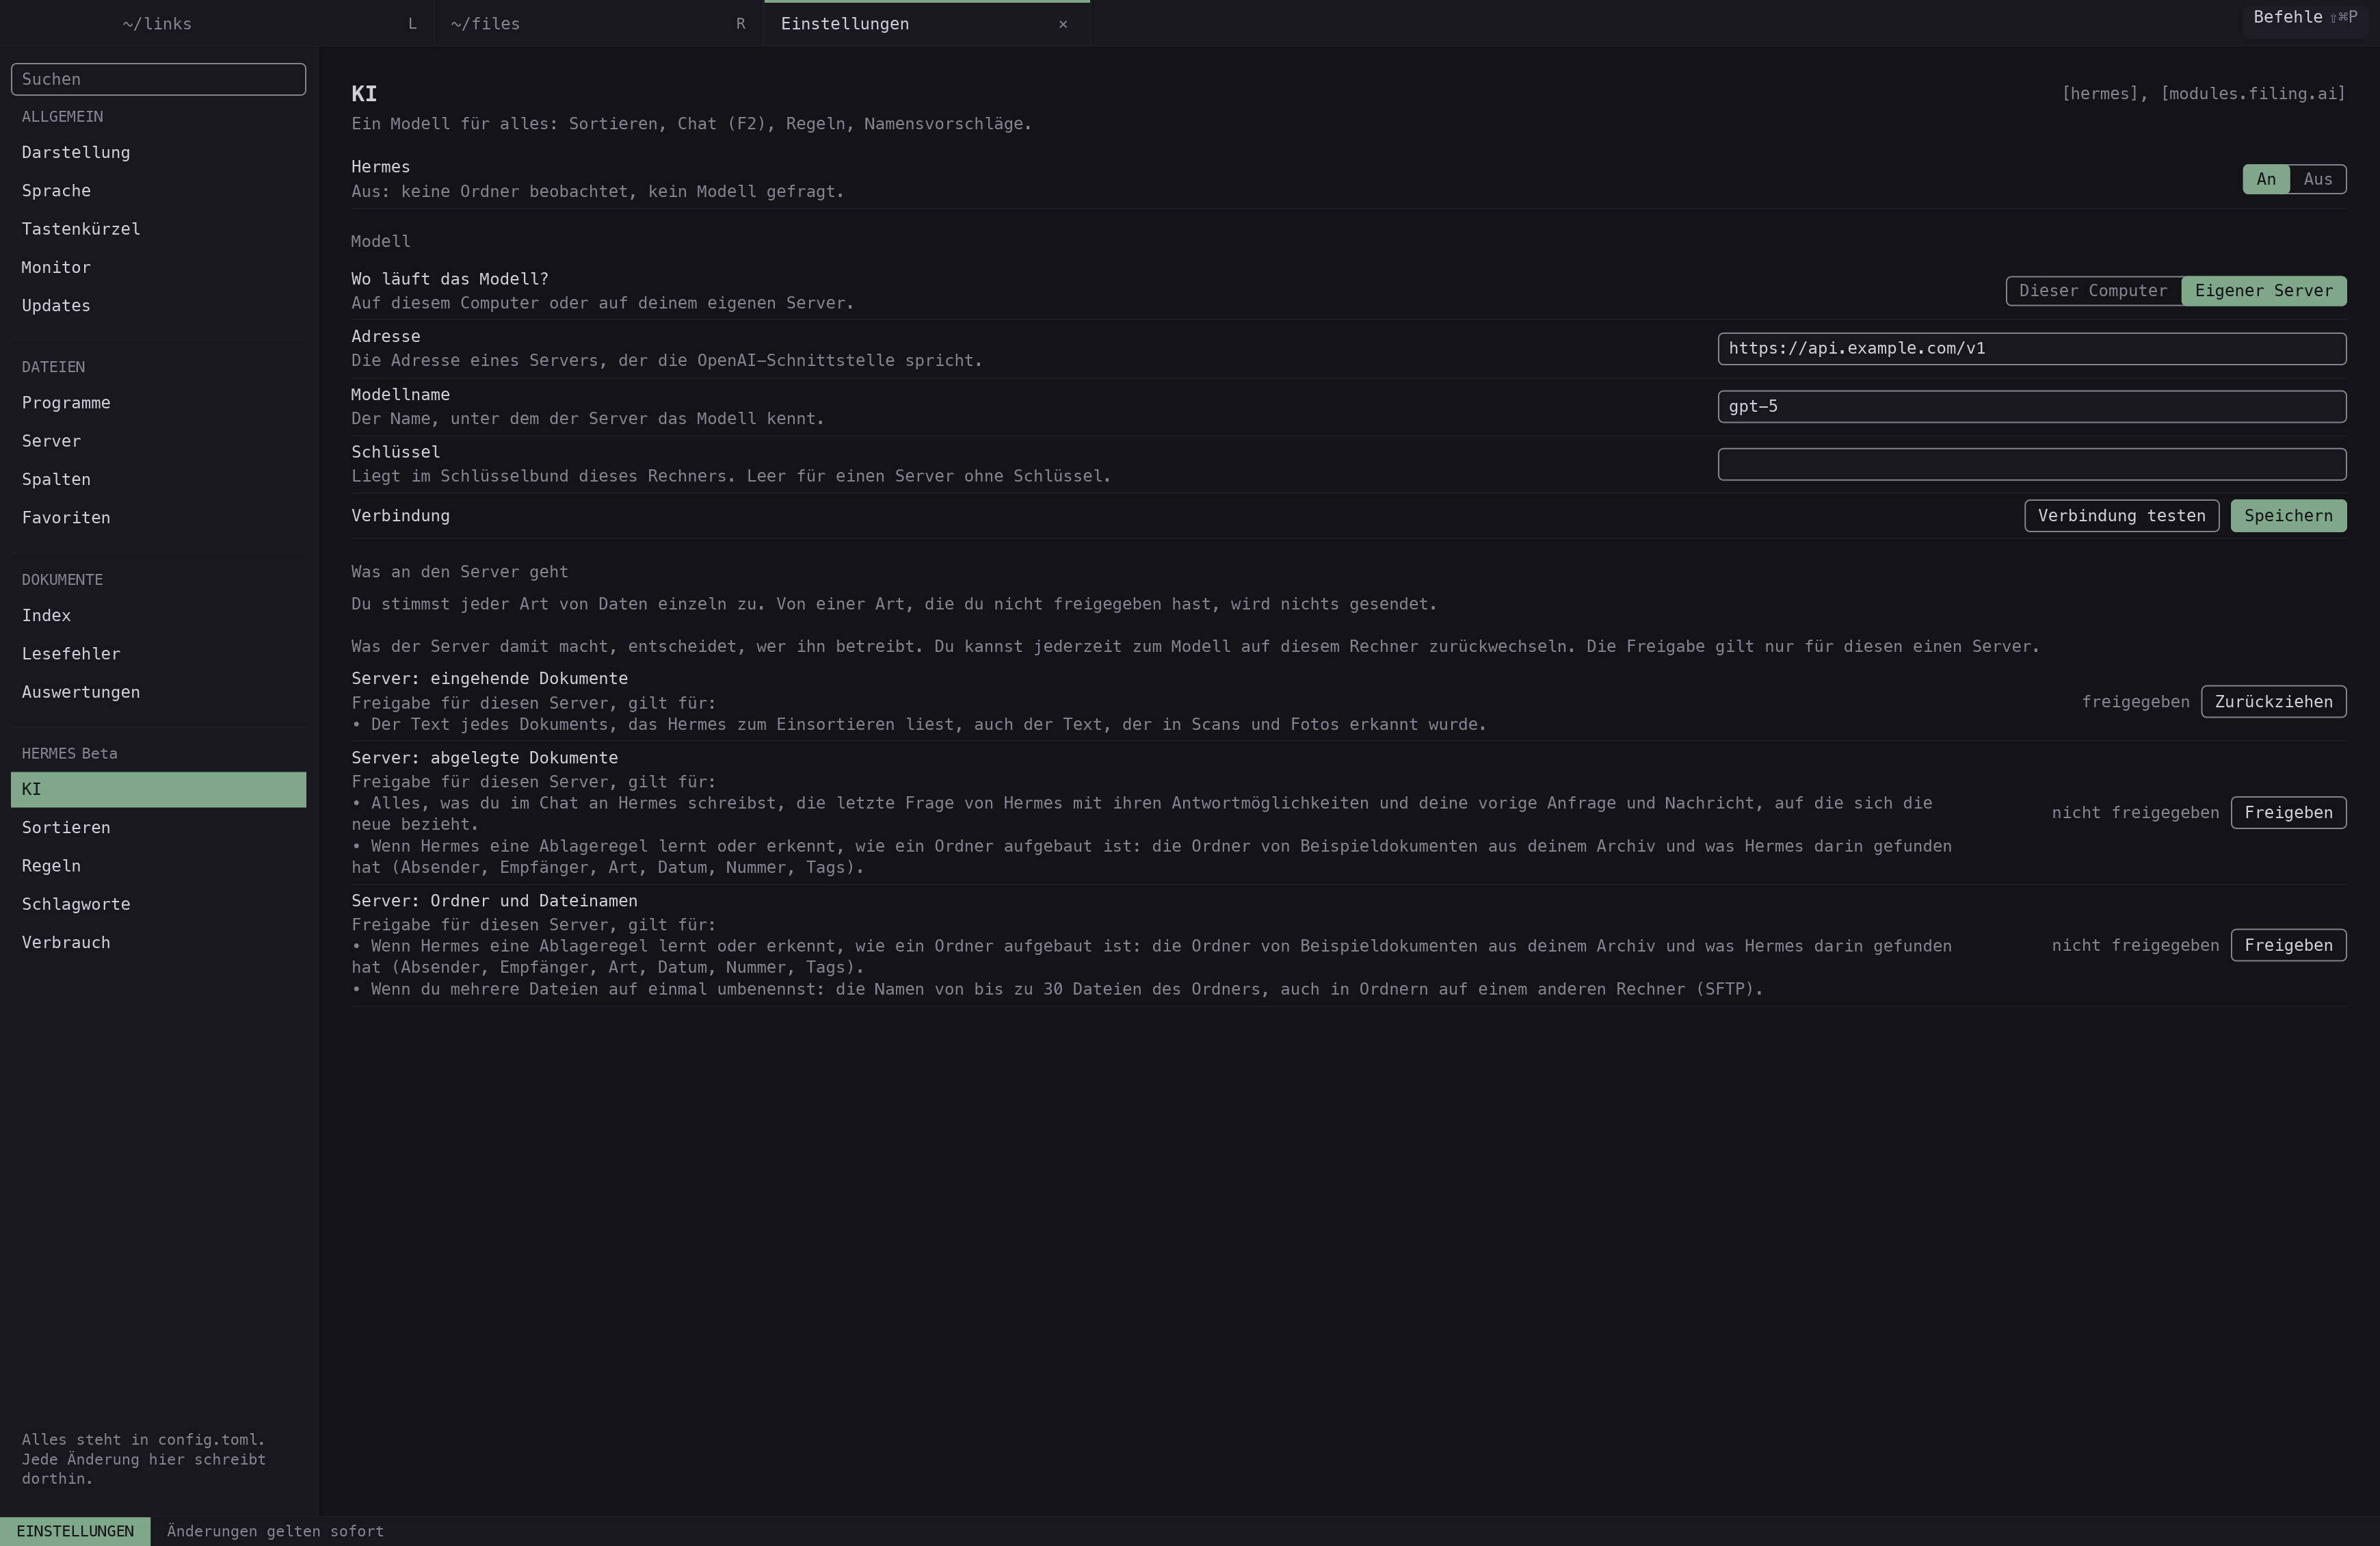 ~/links L ~/files R Einstellungen × Befehle ⇧⌘P
Suchen
ALLGEMEIN
Darstellung
Sprache
Tastenkürzel
Monitor
Updates
DATEIEN
Programme
Server
Spalten
Favoriten
DOKUMENTE
Index
Lesefehler
Auswertungen
HERMES Beta
KI
Sortieren
Regeln
Schlagworte
Verbrauch
Alles steht in config.toml.
Jede Änderung hier schreibt
dorthin.
KI [hermes], [modules.filing.ai]
Ein Modell für alles: Sortieren, Chat (F2), Regeln, Namensvorschläge.
Hermes
Aus: keine Ordner beobachtet, kein Modell gefragt.
An Aus
Modell
Wo läuft das Modell?
Auf diesem Computer oder auf deinem eigenen Server.
Dieser Computer Eigener Server
Adresse
Die Adresse eines Servers, der die OpenAI-Schnittstelle spricht.
https://api.example.com/v1
Modellname
Der Name, unter dem der Server das Modell kennt.
gpt-5
Schlüssel
Liegt im Schlüsselbund dieses Rechners. Leer für einen Server ohne Schlüssel.
Verbindung Verbindung testen Speichern
Was an den Server geht
Du stimmst jeder Art von Daten einzeln zu. Von einer Art, die du nicht freigegeben hast, wird nichts gesendet.
Was der Server damit macht, entscheidet, wer ihn betreibt. Du kannst jederzeit zum Modell auf diesem Rechner zurückwechseln. Die Freigabe gilt nur für diesen einen Server.
Server: eingehende Dokumente
Freigabe für diesen Server, gilt für:
• Der Text jedes Dokuments, das Hermes zum Einsortieren liest, auch der Text, der in Scans und Fotos erkannt wurde.
freigegeben Zurückziehen
Server: abgelegte Dokumente
Freigabe für diesen Server, gilt für:
• Alles, was du im Chat an Hermes schreibst, die letzte Frage von Hermes mit ihren Antwortmöglichkeiten und deine vorige Anfrage und Nachricht, auf die sich die
neue bezieht.
• Wenn Hermes eine Ablageregel lernt oder erkennt, wie ein Ordner aufgebaut ist: die Ordner von Beispieldokumenten aus deinem Archiv und was Hermes darin gefunden
hat (Absender, Empfänger, Art, Datum, Nummer, Tags).
nicht freigegeben Freigeben
Server: Ordner und Dateinamen
Freigabe für diesen Server, gilt für:
• Wenn Hermes eine Ablageregel lernt oder erkennt, wie ein Ordner aufgebaut ist: die Ordner von Beispieldokumenten aus deinem Archiv und was Hermes darin gefunden
hat (Absender, Empfänger, Art, Datum, Nummer, Tags).
• Wenn du mehrere Dateien auf einmal umbenennst: die Namen von bis zu 30 Dateien des Ordners, auch in Ordnern auf einem anderen Rechner (SFTP).
nicht freigegeben Freigeben
EINSTELLUNGEN Änderungen gelten sofort